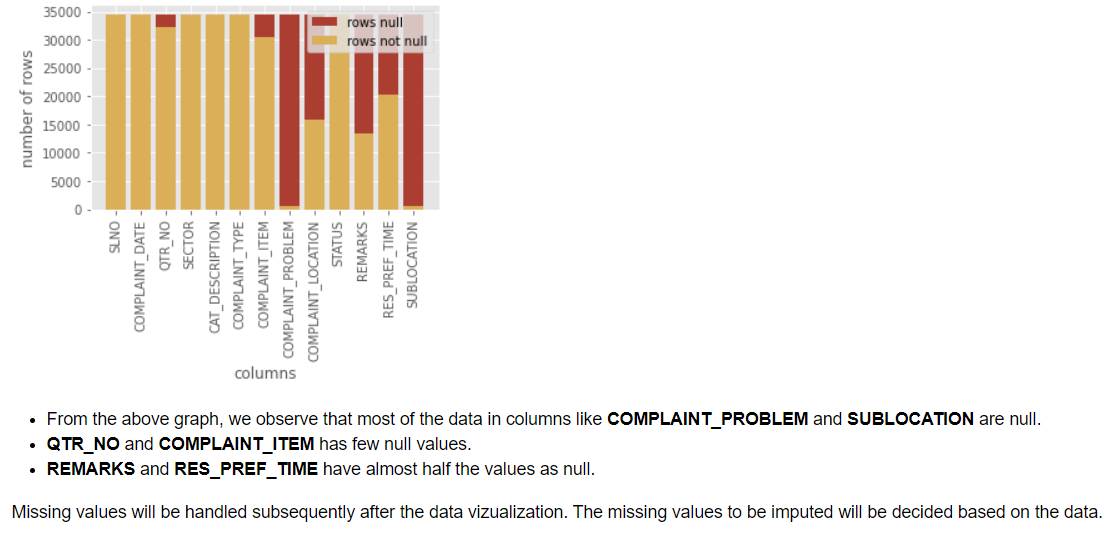 35000
30000
25000
20000
15000
10000
5000
0
number of rows
rows null
rows not null
SLNO
COMPLAINT_DATE
QTR_NO
SECTOR
CAT_DESCRIPTION
COMPLAINT_TYPE
COMPLAINT_ITEM
COMPLAINT_PROBLEM
COMPLAINT_LOCATION
STATUS
REMARKS
RES_PREF_TIME
SUBLOCATION
columns
• From the above graph, we observe that most of the data in columns like COMPLAINT_PROBLEM and SUBLOCATION are null.
• QTR_NO and COMPLAINT_ITEM has few null values.
• REMARKS and RES_PREF_TIME have almost half the values as null.
Missing values will be handled subsequently after the data vizualization. The missing values to be imputed will be decided based on the data.